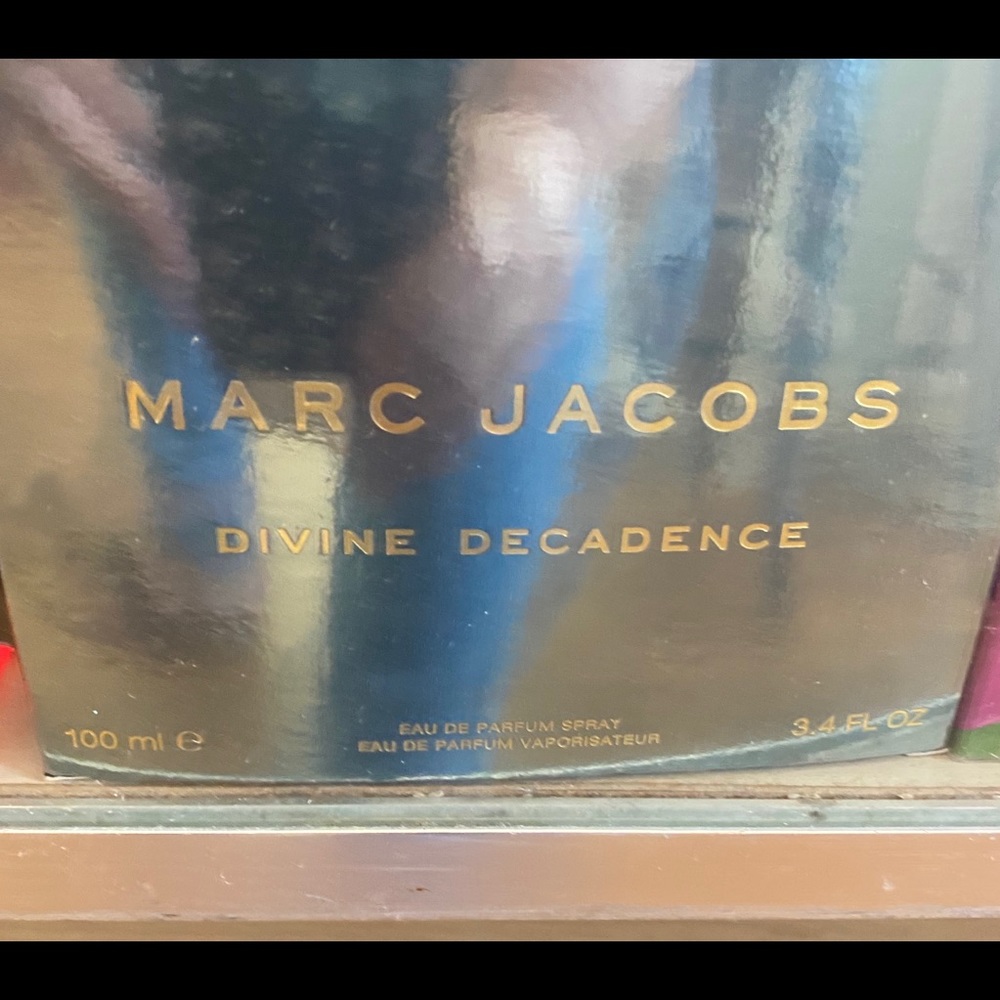 MARC JACOBS
DIVINE DECADENCE
100 ml ℮
EAU DE PARFUM SPRAY
EAU DE PARFUM VAPORISATEUR
3.4 FL OZ